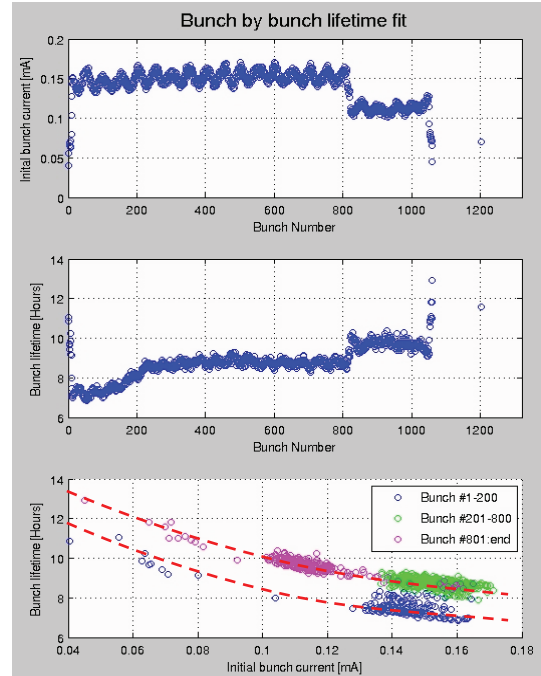 Bunch by bunch lifetime fit
0.2
0.15
0.1
0.05
0
0 200 400 600 800 1000 1200
Inital bunch current [mA]
Bunch Number
14
12
10
8
6
0 200 400 600 800 1000 1200
Bunch lifetime [Hours]
Bunch Number
14
12
10
8
6
Bunch #1-200
Bunch #201-800
Bunch #801:end
0.04 0.06 0.08 0.1 0.12 0.14 0.16 0.18
Bunch lifetime [Hours]
Initial bunch current [mA]